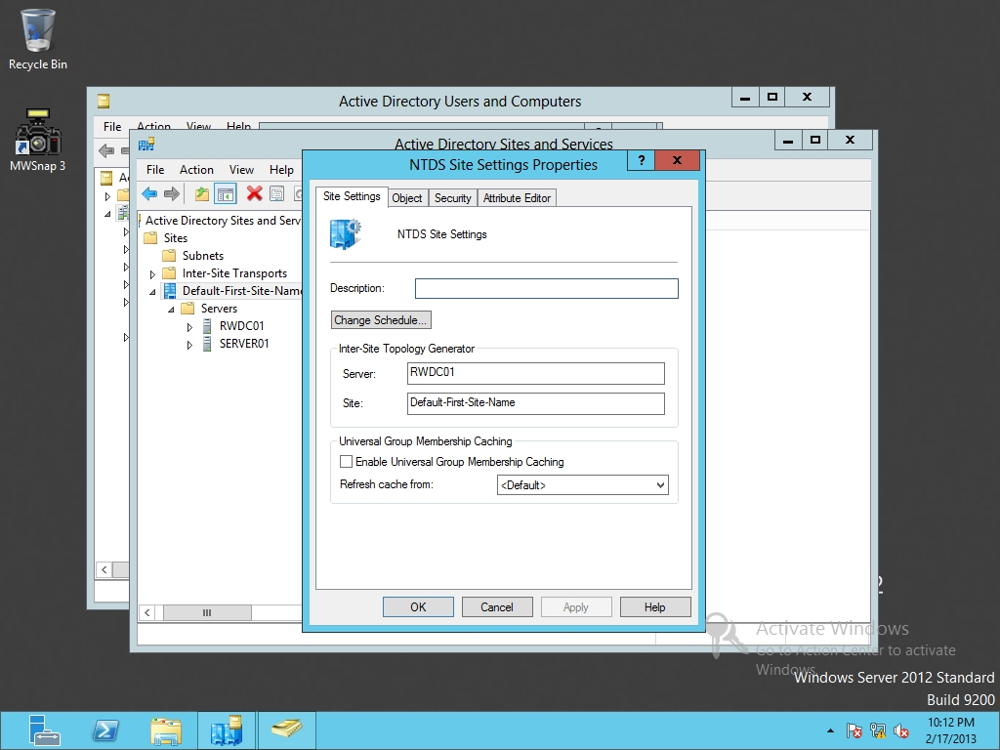 Recycle Bin
MWSnap 3
Active Directory Users and Computers
File Action View Help
Active Directory Sites and Services
File Action View Help
Active Directory Sites and Serv
Sites
Subnets
Inter-Site Transports
Default-First-Site-Name
Servers
RWDC01
SERVER01
NTDS Site Settings Properties
Site Settings Object Security Attribute Editor
NTDS Site Settings
Description:
Change Schedule...
Inter-Site Topology Generator
Server: RWDC01
Site: Default-First-Site-Name
Universal Group Membership Caching
Enable Universal Group Membership Caching
Refresh cache from: <Default>
OK Cancel Apply Help
Activate Windows
Go to Action Center to activate
Windows.
Windows Server 2012 Standard
Build 9200
10:12 PM
2/17/2013